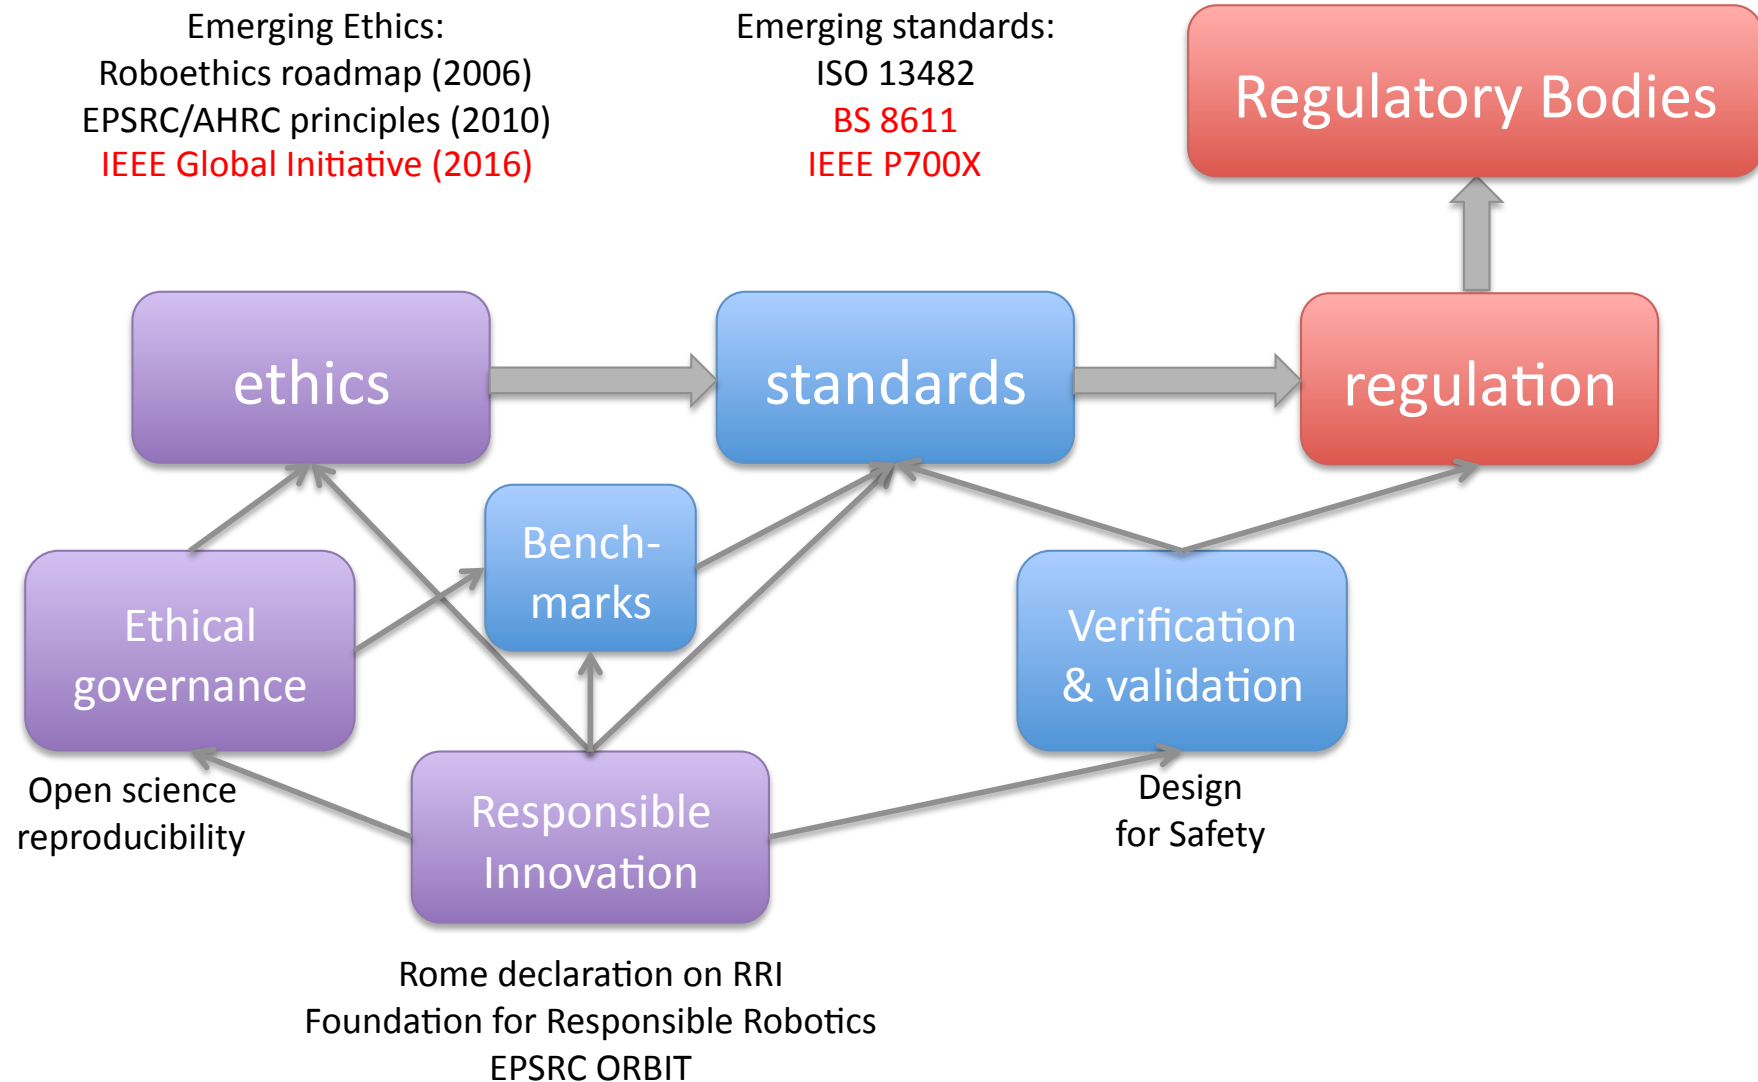 Emerging Ethics:
Roboethics roadmap (2006)
EPSRC/AHRC principles (2010)
IEEE Global Initiative (2016)
Emerging standards:
ISO 13482
BS 8611
IEEE P700X
Regulatory Bodies
ethics
standards
regulation
Bench-
marks
Ethical
governance
Verification
& validation
Open science
reproducibility
Responsible
Innovation
Design
for Safety
Rome declaration on RRI
Foundation for Responsible Robotics
EPSRC ORBIT